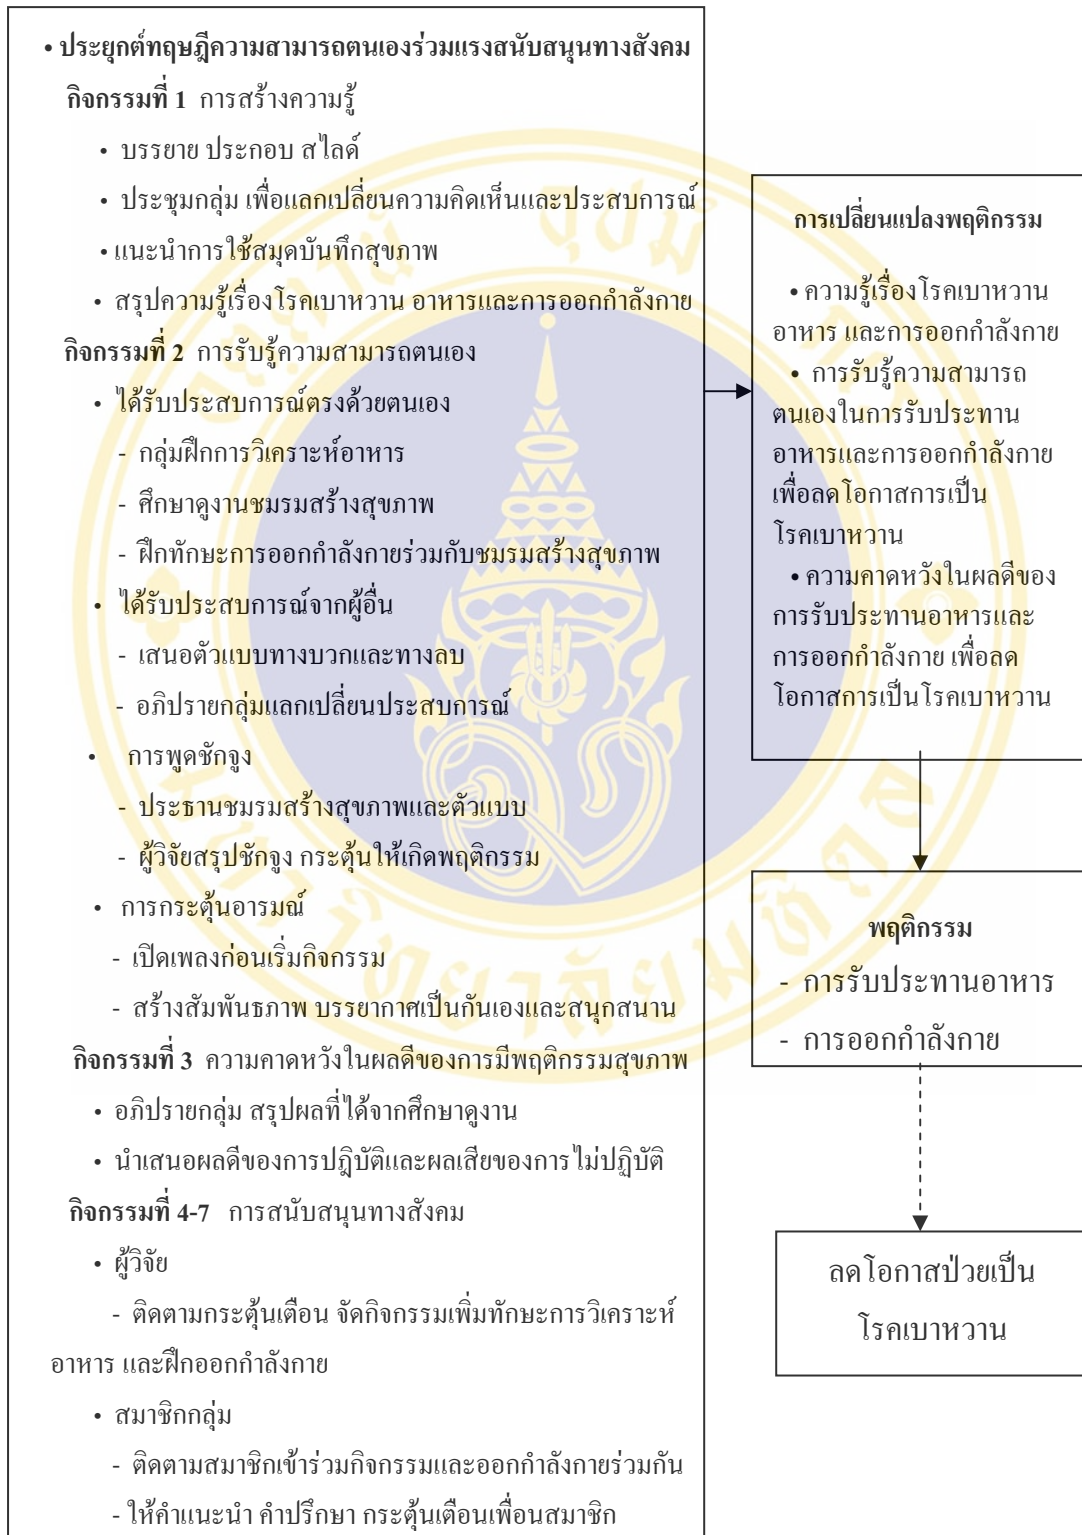 • ประยุกต์ทฤษฎีความสามารถตนเองร่วมแรงสนับสนุนทางสังคม
กิจกรรมที่ 1 การสร้างความรู้
• บรรยาย ประกอบ สไลด์
• ประชุมกลุ่ม เพื่อแลกเปลี่ยนความคิดเห็นและประสบการณ์
• แนะนำการใช้สมุดบันทึกสุขภาพ
• สรุปความรู้เรื่องโรคเบาหวาน อาหารและการออกกำลังกาย
กิจกรรมที่ 2 การรับรู้ความสามารถตนเอง
• ได้รับประสบการณ์ตรงด้วยตนเอง
- กลุ่มฝึกการวิเคราะห์อาหาร
- ศึกษาดูงานชมรมสร้างสุขภาพ
- ฝึกทักษะการออกกำลังกายร่วมกับชมรมสร้างสุขภาพ
• ได้รับประสบการณ์จากผู้อื่น
- เสนอตัวแบบทางบวกและทางลบ
- อภิปรายกลุ่มแลกเปลี่ยนประสบการณ์
• การพูดชักจูง
- ประธานชมรมสร้างสุขภาพและตัวแบบ
- ผู้วิจัยสรุปชักจูง กระตุ้นให้เกิดพฤติกรรม
• การกระตุ้นอารมณ์
- เปิดเพลงก่อนเริ่มกิจกรรม
- สร้างสัมพันธภาพ บรรยากาศเป็นกันเองและสนุกสนาน
กิจกรรมที่ 3 ความคาดหวังในผลดีของการมีพฤติกรรมสุขภาพ
• อภิปรายกลุ่ม สรุปผลที่ได้จากศึกษาดูงาน
• นำเสนอผลดีของการปฏิบัติและผลเสียของการไม่ปฏิบัติ
กิจกรรมที่ 4-7 การสนับสนุนทางสังคม
• ผู้วิจัย
- ติดตามกระตุ้นเตือน จัดกิจกรรมเพิ่มทักษะการวิเคราะห์
อาหาร และฝึกออกกำลังกาย
• สมาชิกกลุ่ม
- ติดตามสมาชิกเข้าร่วมกิจกรรมและออกกำลังกายร่วมกัน
- ให้คำแนะนำ คำปรึกษา กระตุ้นเตือนเพื่อนสมาชิก
การเปลี่ยนแปลงพฤติกรรม
• ความรู้เรื่องโรคเบาหวาน
อาหาร และการออกกำลังกาย
• การรับรู้ความสามารถ
ตนเองในการรับประทาน
อาหารและการออกกำลังกาย
เพื่อลดโอกาสการเป็น
โรคเบาหวาน
• ความคาดหวังในผลดีของ
การรับประทานอาหารและ
การออกกำลังกาย เพื่อลด
โอกาสการเป็นโรคเบาหวาน
พฤติกรรม
- การรับประทานอาหาร
- การออกกำลังกาย
ลดโอกาสป่วยเป็น
โรคเบาหวาน
มหาวิทยาลัยมหิดล